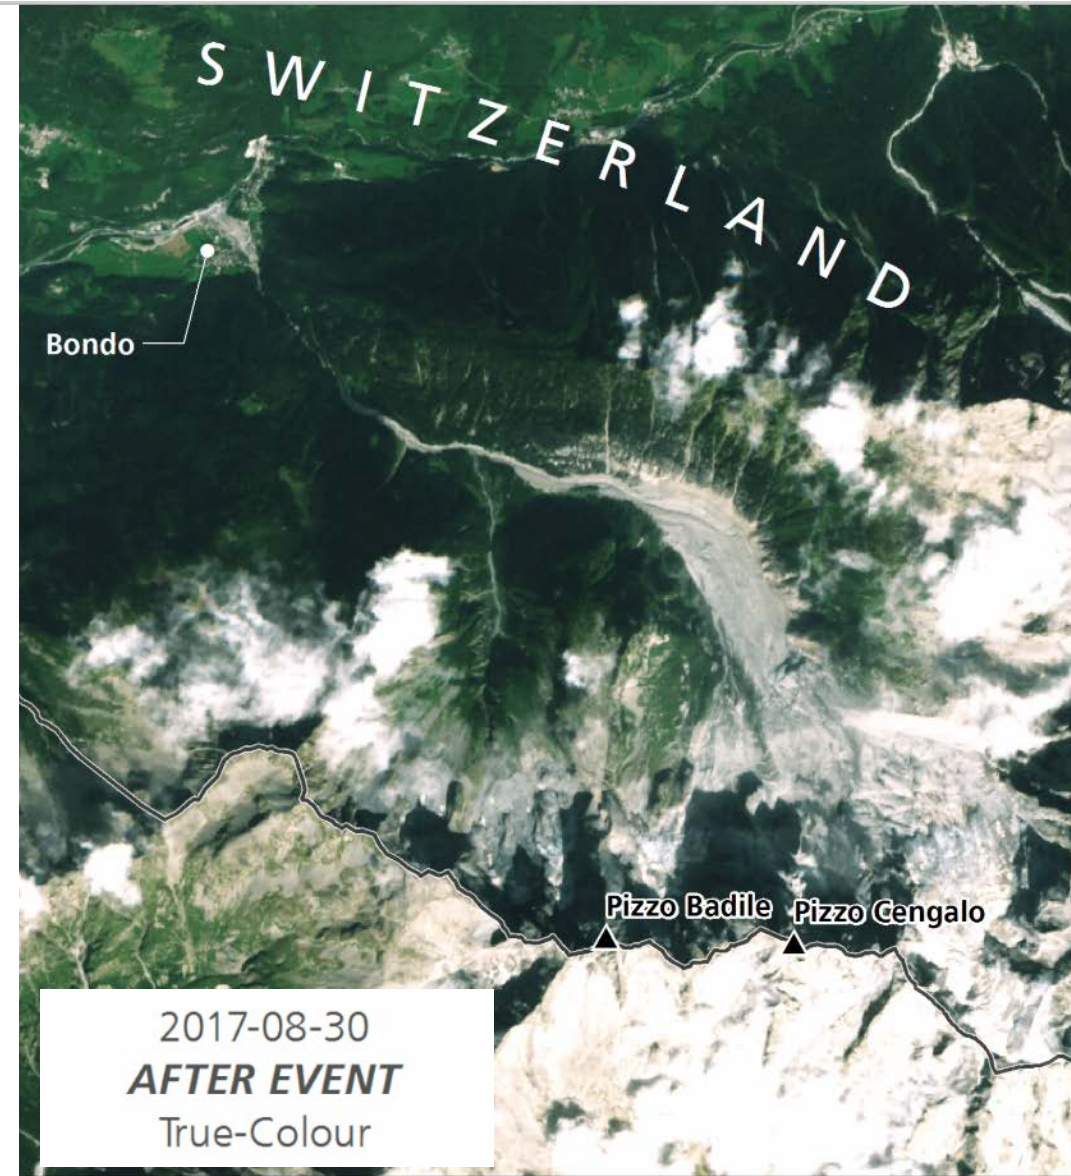 SWITZERLAND
Bondo
Pizzo Badile
Pizzo Cengalo
2017-08-30
AFTER EVENT
True-Colour